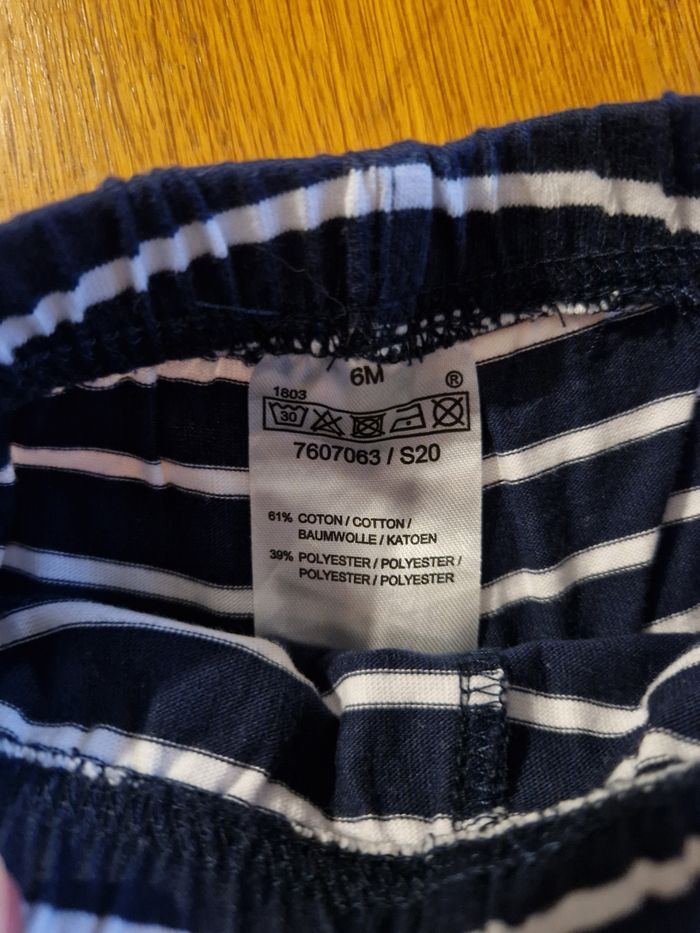 6M
1803 ®
30
7607063 / S20
61% COTON / COTTON /
BAUMWOLLE / KATOEN
39% POLYESTER / POLYESTER /
POLYESTER / POLYESTER